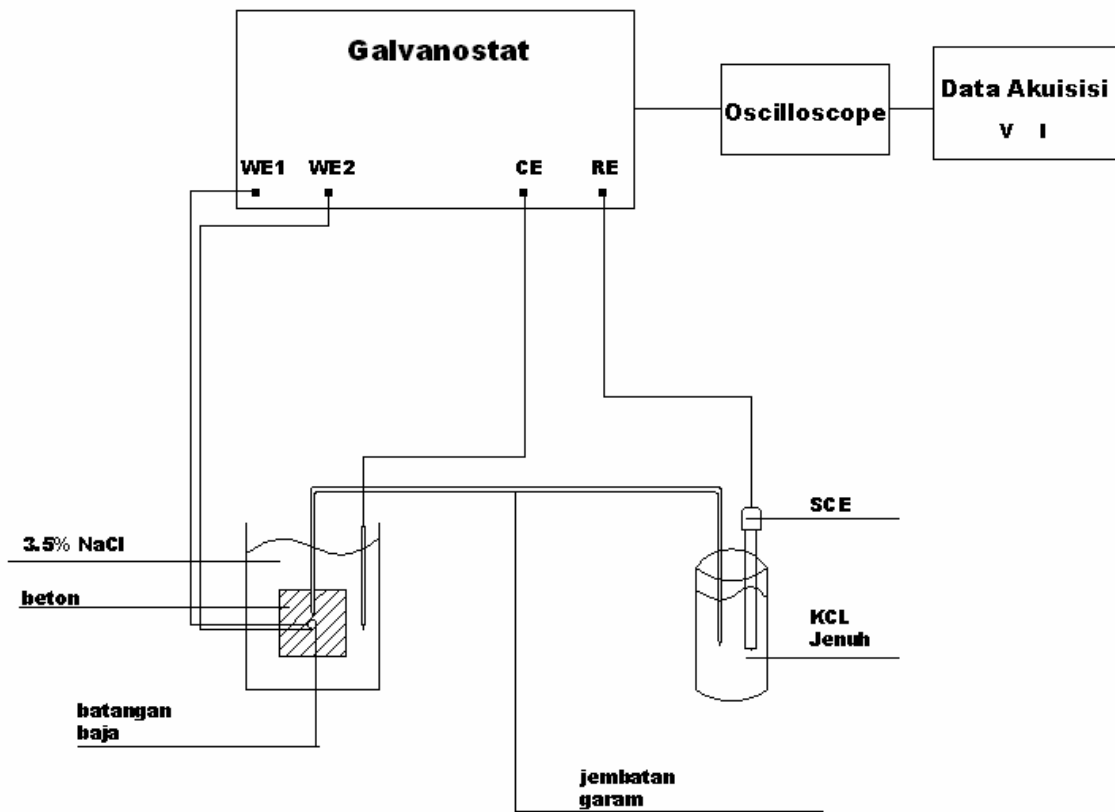 Galvanostat
Oscilloscope
Data Akuisisi
V I
WE1 WE2 CE RE
SCE
3.5% NaCl
beton
KCL
Jenuh
batangan
baja
jembatan
garam